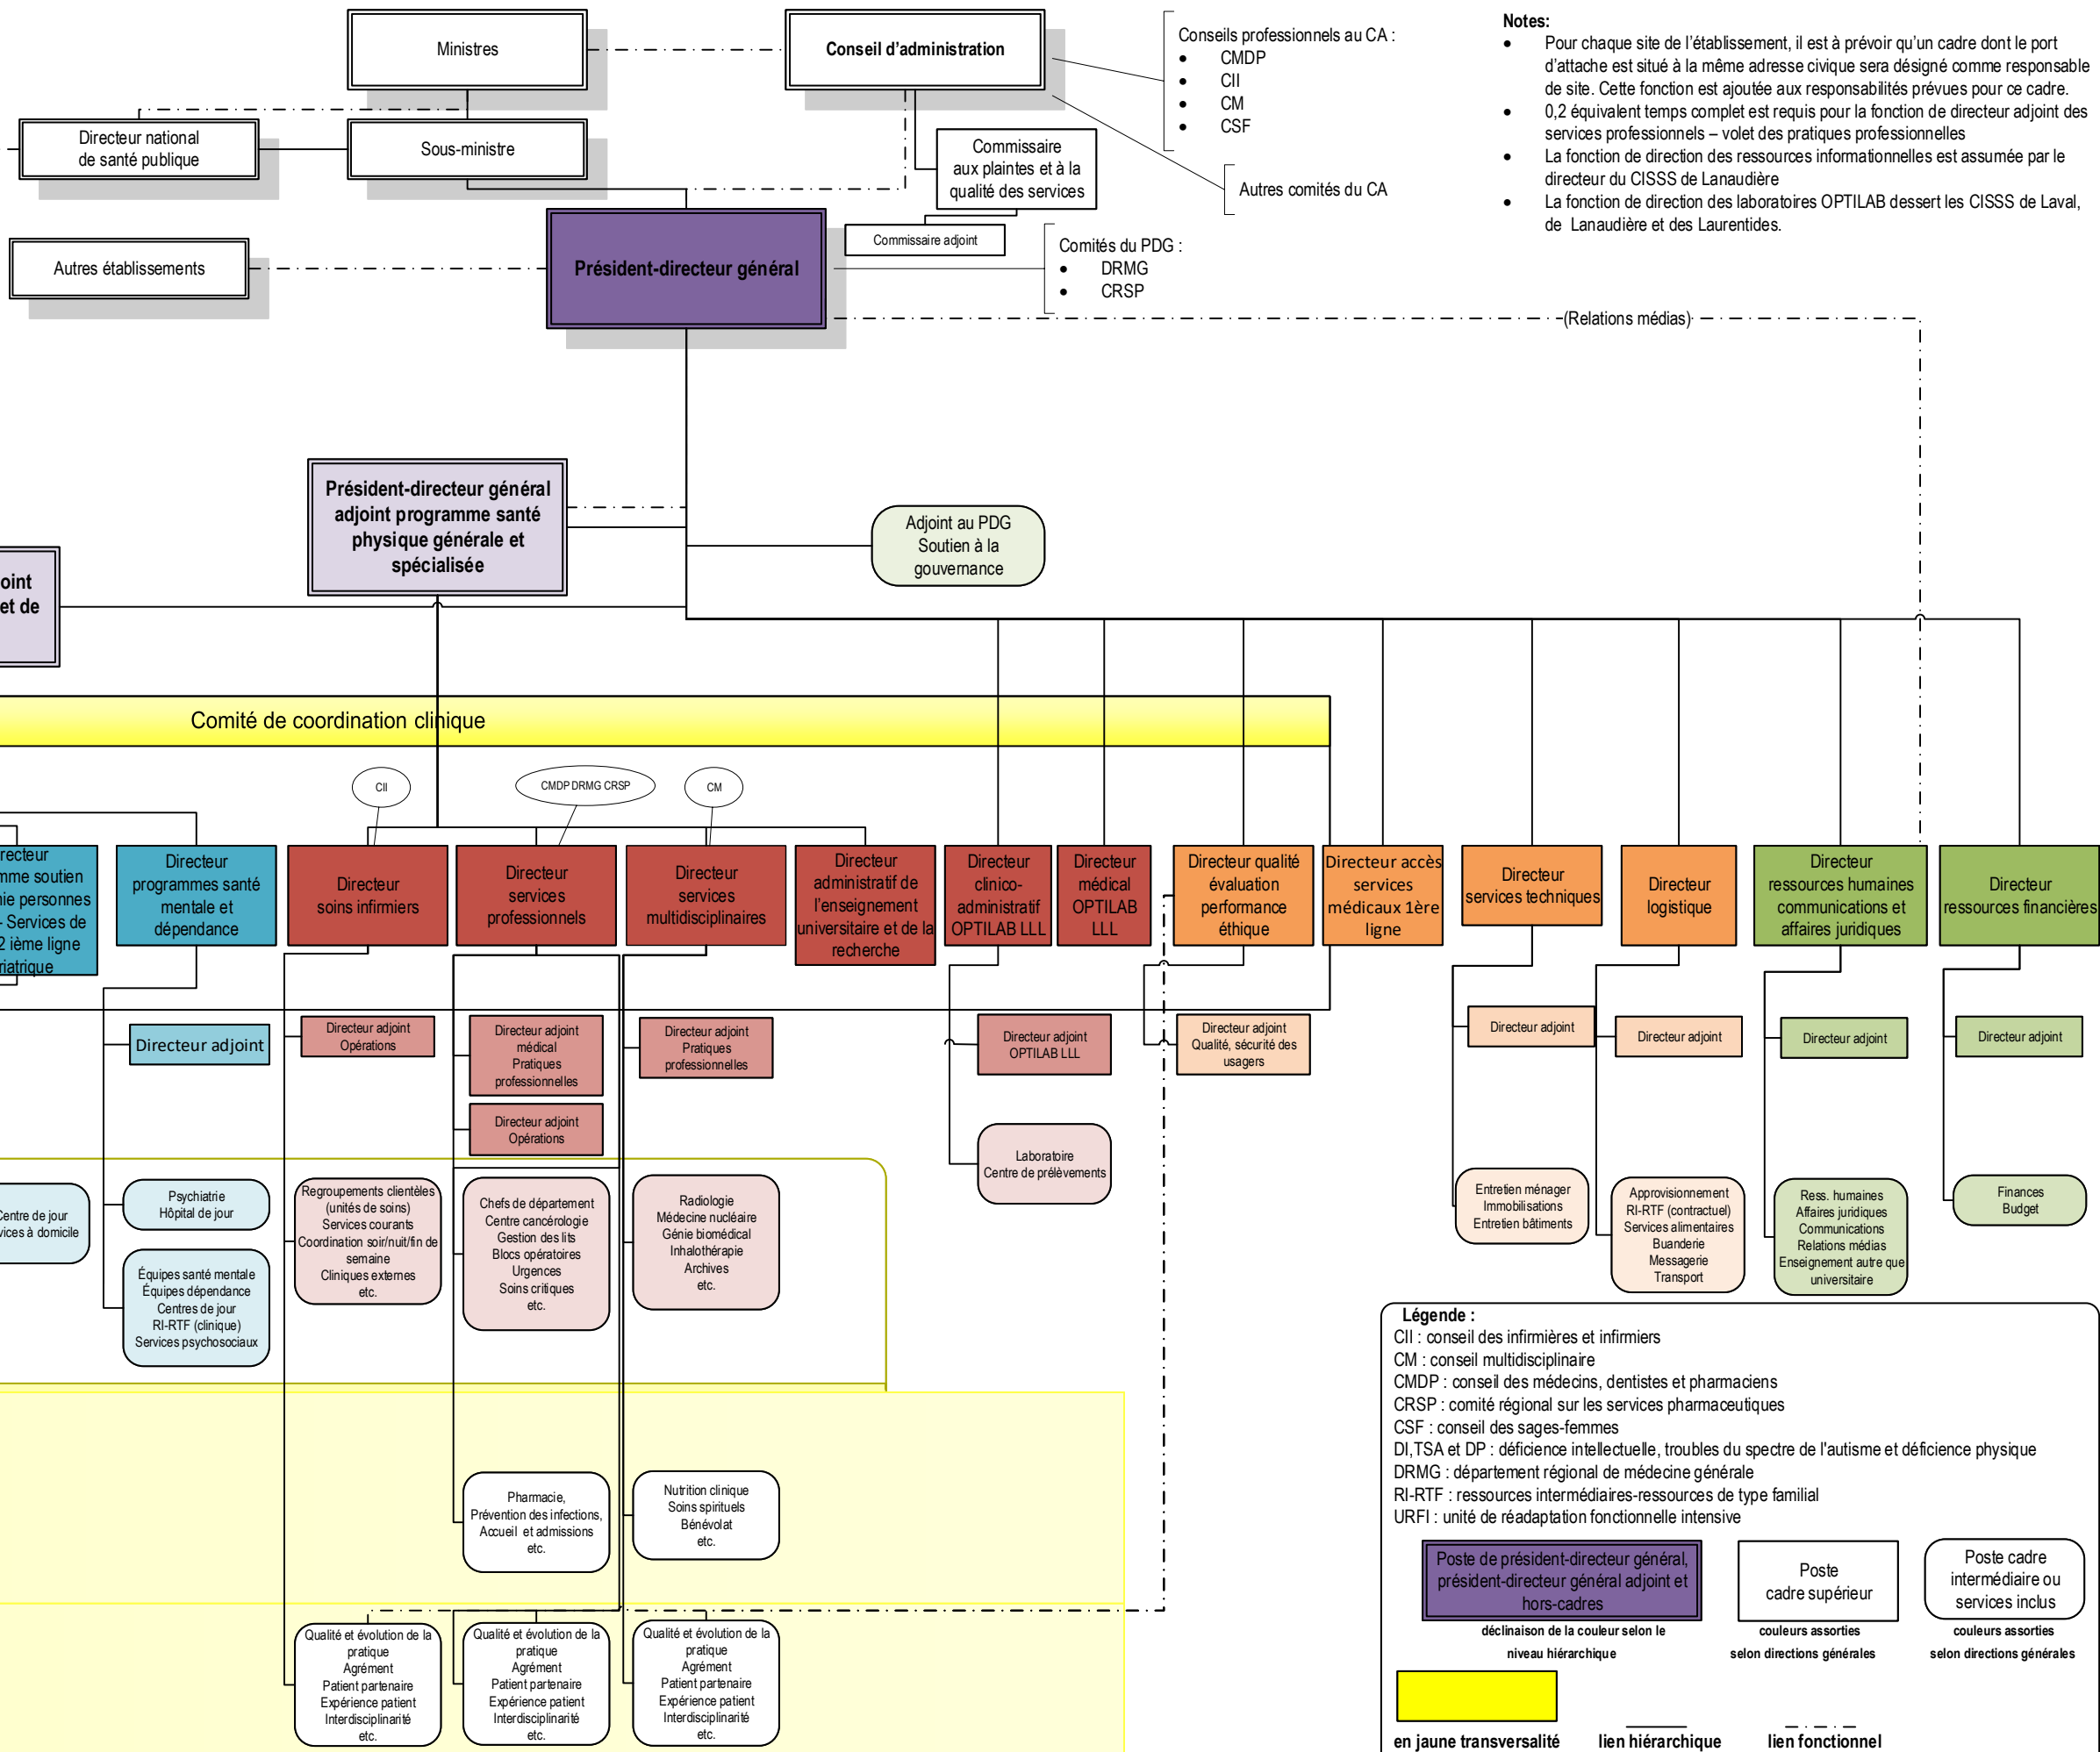 Ministres
Conseil d'administration
Conseils professionnels au CA :
• CMDP
• CII
• CM
• CSF
Notes:
• Pour chaque site de l'établissement, il est à prévoir qu'un cadre dont le port
d'attache est situé à la même adresse civique sera désigné comme responsable
de site. Cette fonction est ajoutée aux responsabilités prévues pour ce cadre.
• 0,2 équivalent temps complet est requis pour la fonction de directeur adjoint des
services professionnels – volet des pratiques professionnelles
• La fonction de direction des ressources informationnelles est assumée par le
directeur du CISSS de Lanaudière
• La fonction de direction des laboratoires OPTILAB dessert les CISSS de Laval,
de Lanaudière et des Laurentides.
Directeur national
de santé publique
Sous-ministre
Commissaire
aux plaintes et à la
qualité des services
Autres comités du CA
Commissaire adjoint
Autres établissements
Président-directeur général
Comités du PDG :
• DRMG
• CRSP
(Relations médias)
Président-directeur général
adjoint programme santé
physique générale et
spécialisée
Adjoint au PDG
Soutien à la
gouvernance
oint
et de
Comité de coordination clinique
CII
CMDP DRMG CRSP
CM
recteur
mme soutien
nie personnes
- Services de
2 ième ligne
riatrique
Directeur
programmes santé
mentale et
dépendance
Directeur
soins infirmiers
Directeur
services
professionnels
Directeur
services
multidisciplinaires
Directeur
administratif de
l'enseignement
universitaire et de la
recherche
Directeur
clinico-
administratif
OPTILAB LLL
Directeur
médical
OPTILAB
LLL
Directeur qualité
évaluation
performance
éthique
Directeur accès
services
médicaux 1ère
ligne
Directeur
services techniques
Directeur
logistique
Directeur
ressources humaines
communications et
affaires juridiques
Directeur
ressources financières
Directeur adjoint
Directeur adjoint
Opérations
Directeur adjoint
médical
Pratiques
professionnelles
Directeur adjoint
Opérations
Directeur adjoint
Pratiques
professionnelles
Directeur adjoint
OPTILAB LLL
Directeur adjoint
Qualité, sécurité des
usagers
Directeur adjoint
Directeur adjoint
Directeur adjoint
Directeur adjoint
Laboratoire
Centre de prélèvements
Centre de jour
vices à domicile
Psychiatrie
Hôpital de jour
Équipes santé mentale
Équipes dépendance
Centres de jour
RI-RTF (clinique)
Services psychosociaux
Regroupements clientèles
(unités de soins)
Services courants
Coordination soir/nuit/fin de
semaine
Cliniques externes
etc.
Chefs de département
Centre cancérologie
Gestion des lits
Blocs opératoires
Urgences
Soins critiques
etc.
Radiologie
Médecine nucléaire
Génie biomédical
Inhalothérapie
Archives
etc.
Entretien ménager
Immobilisations
Entretien bâtiments
Approvisionnement
RI-RTF (contractuel)
Services alimentaires
Buanderie
Messagerie
Transport
Ress. humaines
Affaires juridiques
Communications
Relations médias
Enseignement autre que
universitaire
Finances
Budget
Pharmacie,
Prévention des infections,
Accueil et admissions
etc.
Nutrition clinique
Soins spirituels
Bénévolat
etc.
Qualité et évolution de la
pratique
Agrément
Patient partenaire
Expérience patient
Interdisciplinarité
etc.
Qualité et évolution de la
pratique
Agrément
Patient partenaire
Expérience patient
Interdisciplinarité
etc.
Qualité et évolution de la
pratique
Agrément
Patient partenaire
Expérience patient
Interdisciplinarité
etc.
Légende :
CII : conseil des infirmières et infirmiers
CM : conseil multidisciplinaire
CMDP : conseil des médecins, dentistes et pharmaciens
CRSP : comité régional sur les services pharmaceutiques
CSF : conseil des sages-femmes
DI,TSA et DP : déficience intellectuelle, troubles du spectre de l'autisme et déficience physique
DRMG : département régional de médecine générale
RI-RTF : ressources intermédiaires-ressources de type familial
URFI : unité de réadaptation fonctionnelle intensive
Poste de président-directeur général,
président-directeur général adjoint et
hors-cadres
déclinaison de la couleur selon le
niveau hiérarchique
Poste
cadre supérieur
couleurs assorties
selon directions générales
Poste cadre
intermédiaire ou
services inclus
couleurs assorties
selon directions générales
en jaune transversalité
lien hiérarchique
lien fonctionnel